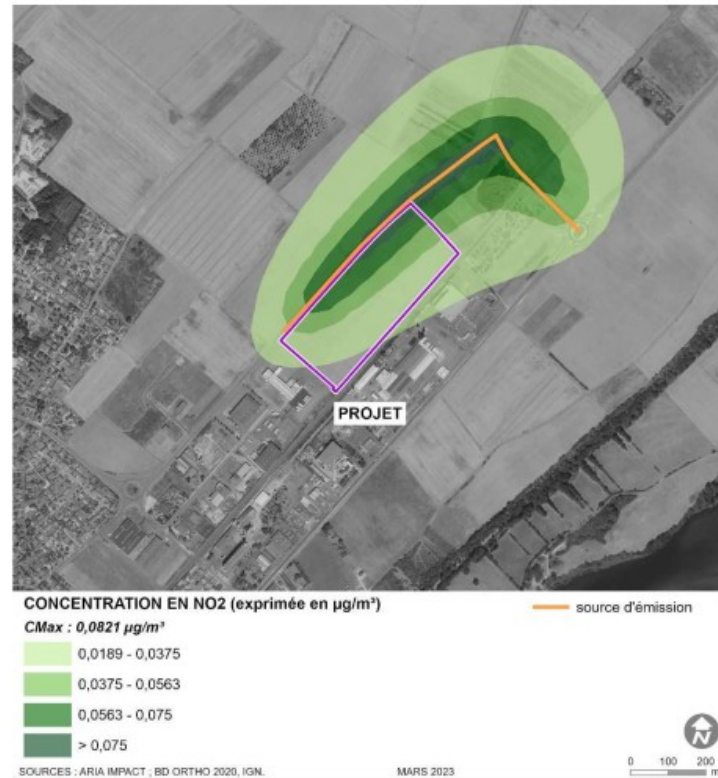 PROJET
CONCENTRATION EN NO2 (exprimée en µg/m³)
source d'émission
CMax : 0,0821 µg/m³
0,0189 - 0,0375
0,0375 - 0,0563
0,0563 - 0,075
> 0,075
N
0 100 200 m
SOURCES : ARIA IMPACT ; BD ORTHO 2020, IGN.
MARS 2023